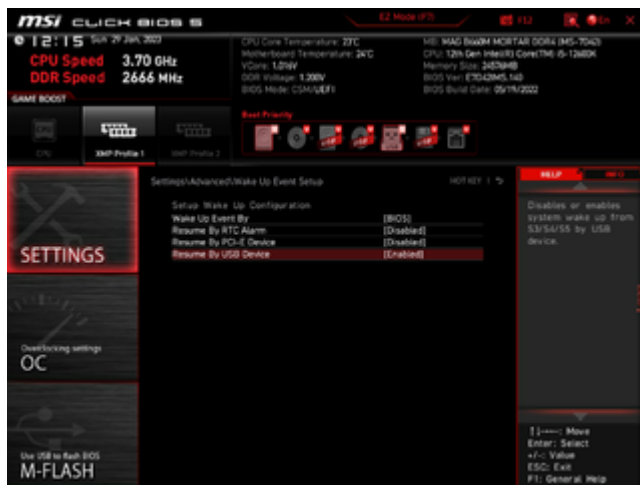 msi CLICK BIOS 5
EZ Mode (F7)
F12
En
X
12:15 Sun 29 Jan, 2023
CPU Speed 3.70 GHz
DDR Speed 2666 MHz
CPU Core Temperature: 23°C
Motherboard Temperature: 24°C
VCore: 1.016V
DDR Voltage: 1.200V
BIOS Mode: CSM/UEFI
MB: MAG B660M MORTAR DDR4 (MS-7D42)
CPU: 12th Gen Intel(R) Core(TM) i5-12600K
BIOS Ver: E7D42IMS.140
BIOS Build Date: 05/19/2022
GAME BOOST
CPU
XMP Profile 1
XMP Profile 2
Boot Priority
SETTINGS
Overclocking settings
OC
Use USB to flash BIOS
M-FLASH
Settings\Advanced\Wake Up Event Setup
HOT KEY
Setup Wake Up Configuration
Wake Up Event By [BIOS]
Resume By RTC Alarm [Disabled]
Resume By PCI-E Device [Disabled]
Resume By USB Device [Enabled]
HELP
INFO
Disables or enables
system wake up from
S3/S4/S5 by USB
device.
Move
Enter: Select
+/-: Value
ESC: Exit
F1: General Help